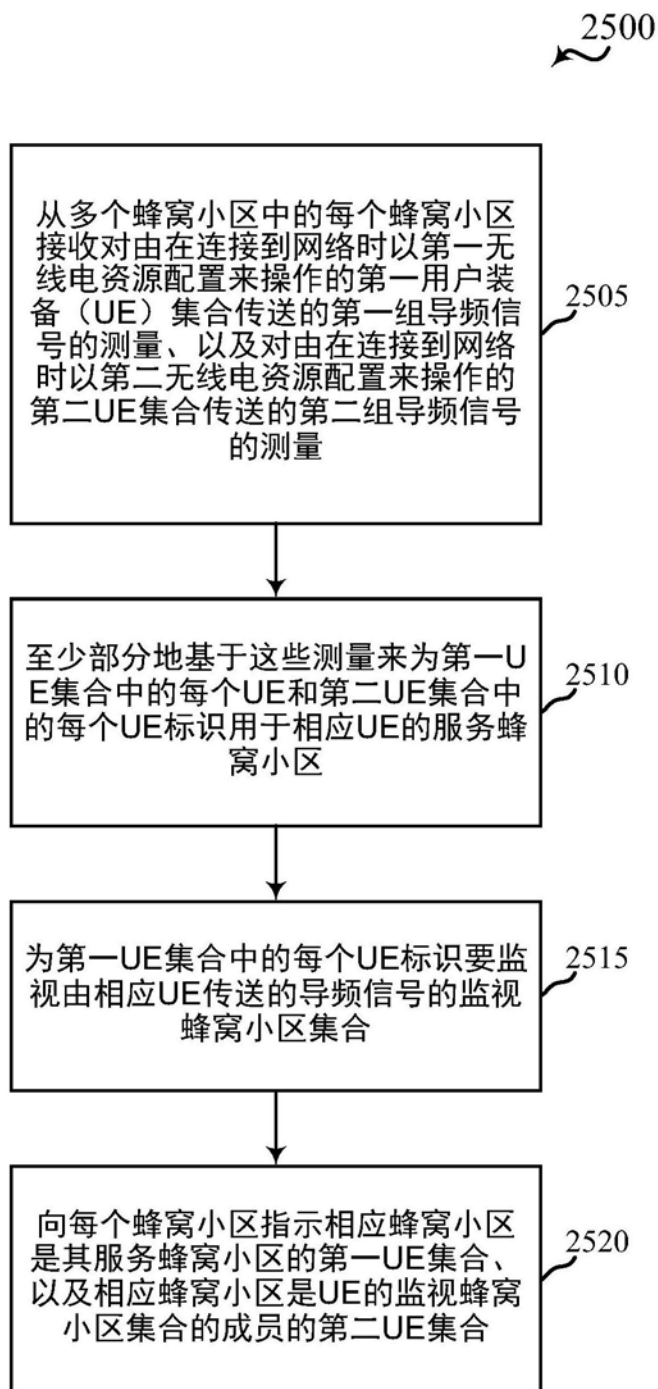 2500
从多个蜂窝小区中的每个蜂窝小区
接收对由在连接到网络时以第一无
线电资源配置来操作的第一用户装
备（UE）集合传送的第一组导频信
号的测量、以及对由在连接到网络
时以第二无线电资源配置来操作的
第二UE集合传送的第二组导频信号
的测量
2505
至少部分地基于这些测量来为第一U
E集合中的每个UE和第二UE集合中
的每个UE标识用于相应UE的服务蜂
窝小区
2510
为第一UE集合中的每个UE标识要监
视由相应UE传送的导频信号的监视
蜂窝小区集合
2515
向每个蜂窝小区指示相应蜂窝小区
是其服务蜂窝小区的第一UE集合、
以及相应蜂窝小区是UE的监视蜂窝
小区集合的成员的第二UE集合
2520